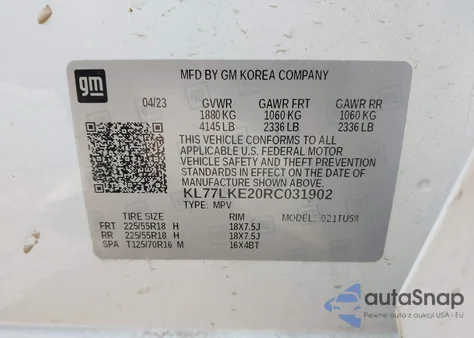 gm
MFD BY GM KOREA COMPANY
04/23 GVWR GAWR FRT GAWR RR
1880 KG 1060 KG 1060 KG
4145 LB 2336 LB 2336 LB
THIS VEHICLE CONFORMS TO ALL
APPLICABLE U.S. FEDERAL MOTOR
VEHICLE SAFETY AND THEFT PREVENTION
STANDARDS IN EFFECT ON THE DATE OF
MANUFACTURE SHOWN ABOVE.
KL77LKE20RC031902
TYPE: MPV
TIRE SIZE RIM MODEL: 021TU58
FRT 225/55R18 H 18X7.5J
RR 225/55R18 H 18X7.5J
SPA T125/70R16 M 16X4BT
autoSnap
Pewne auta z aukcji USA i EU